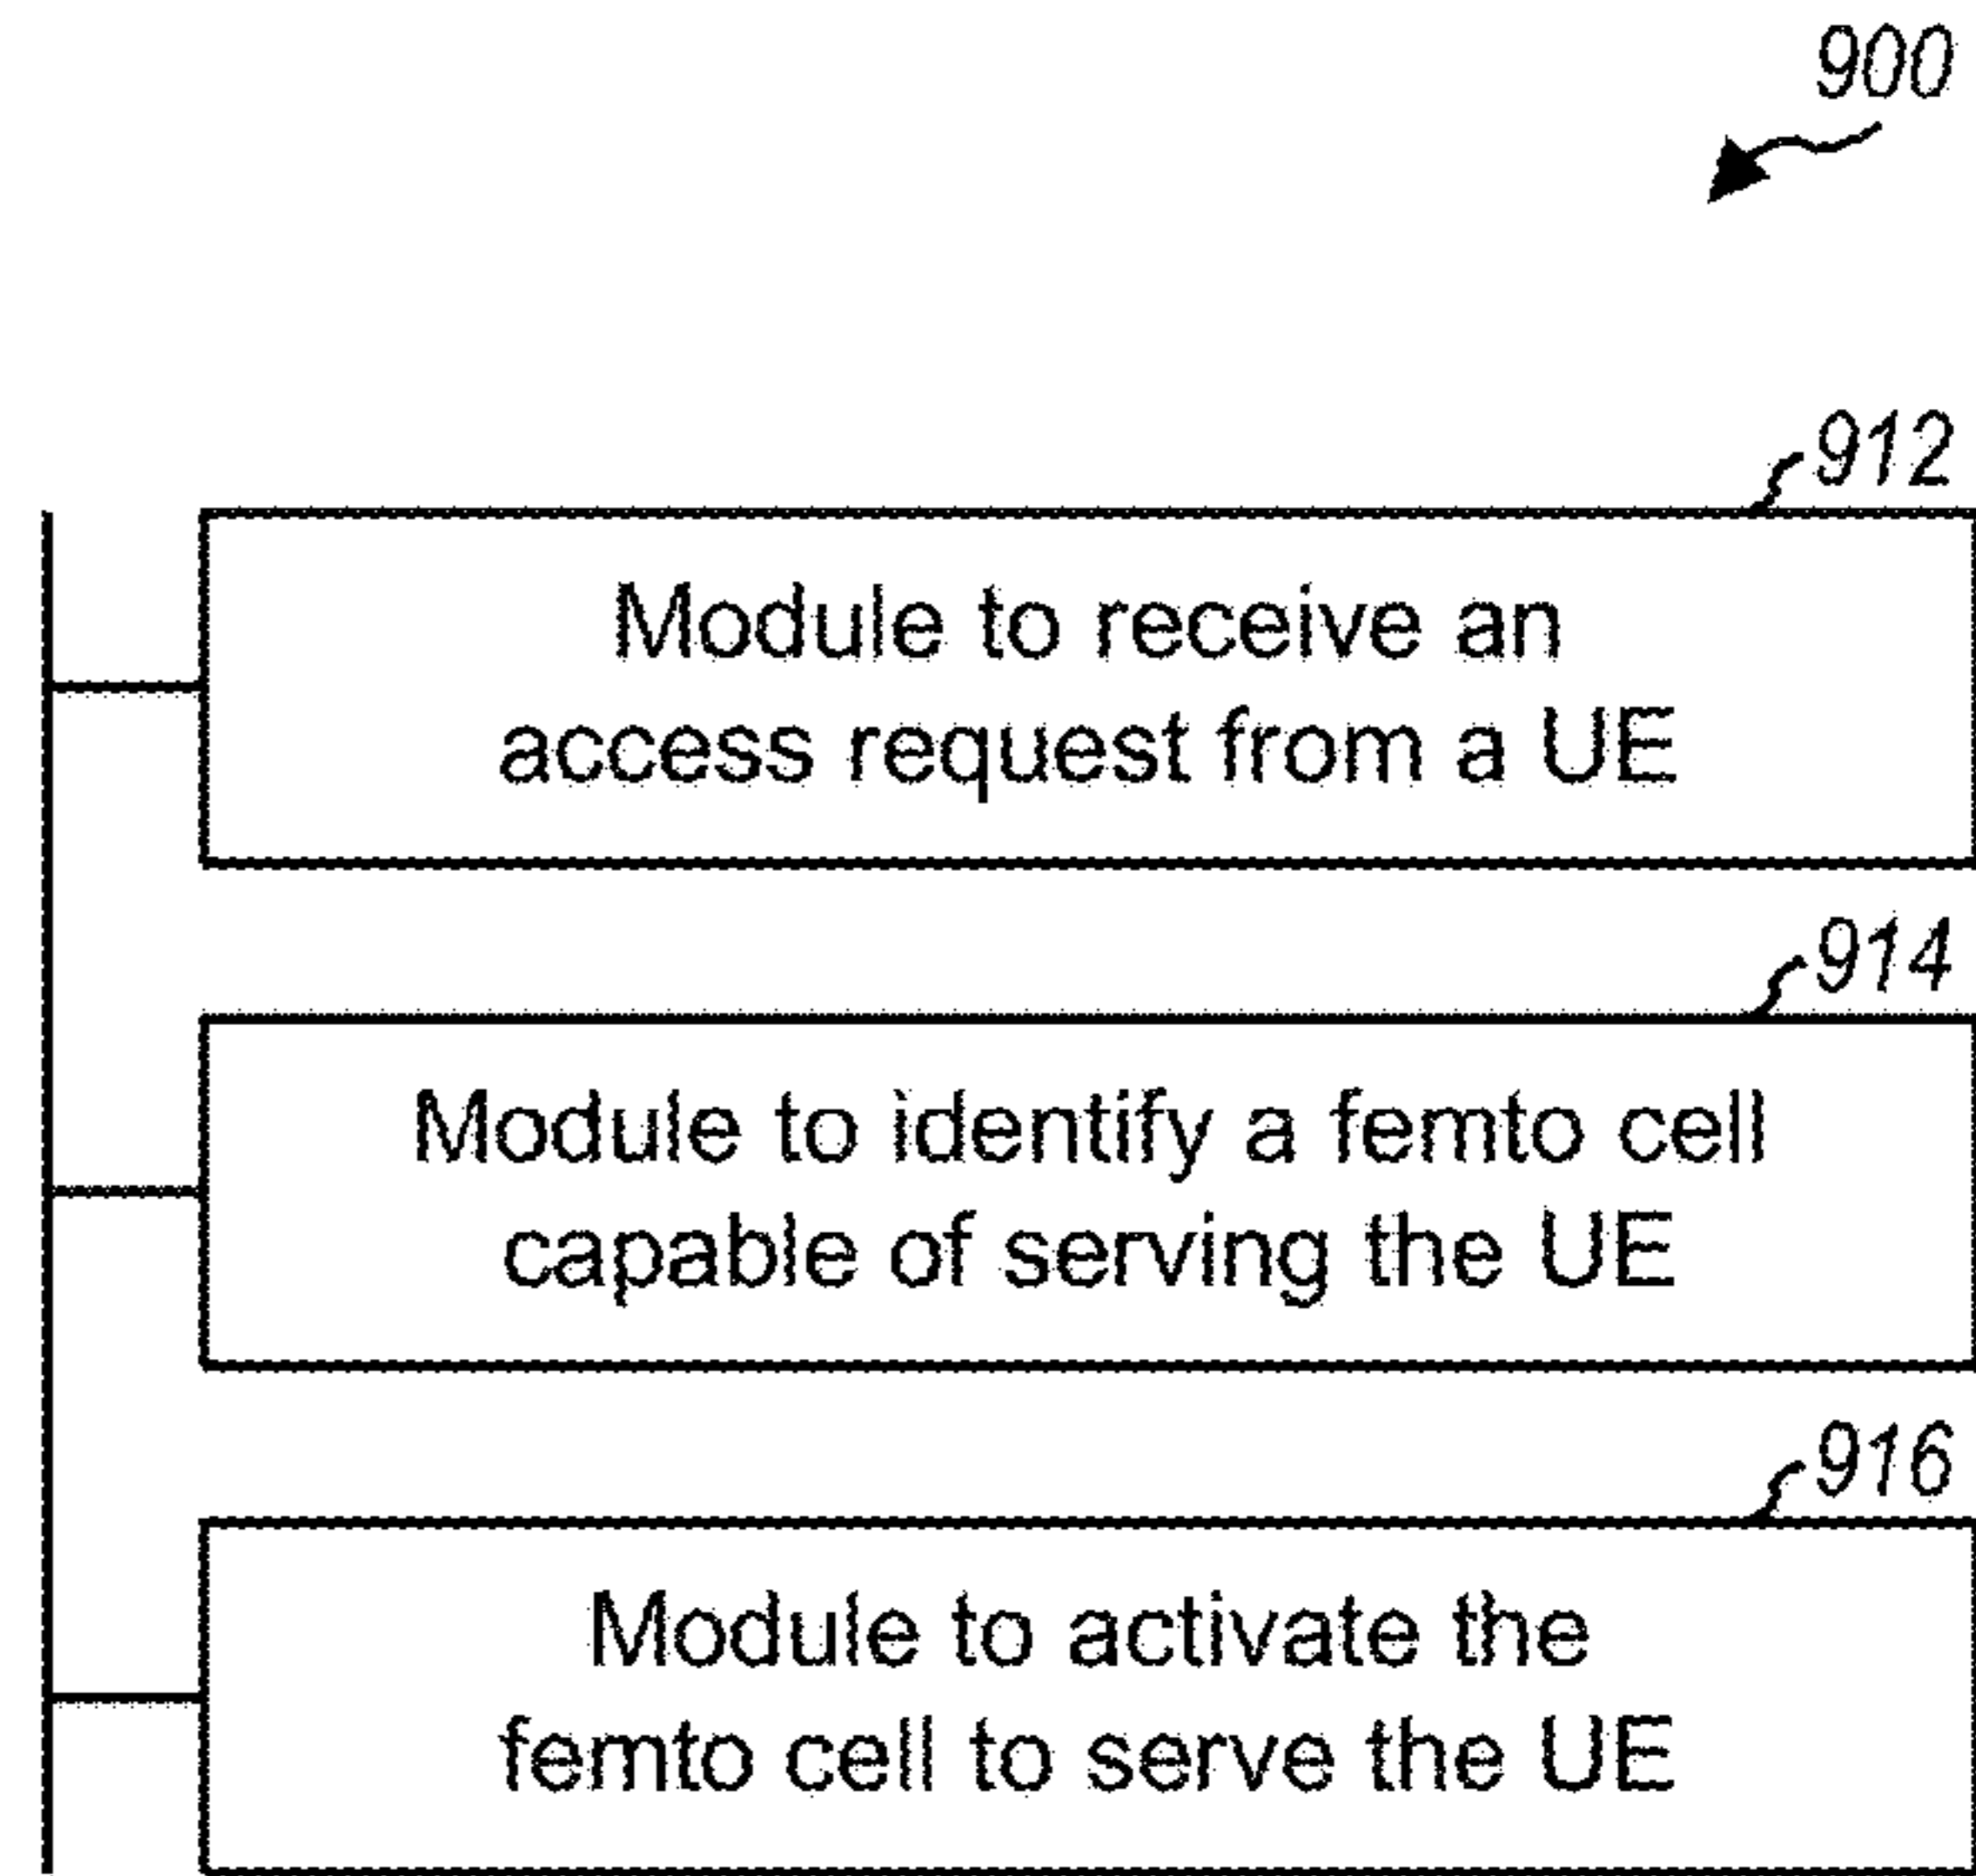 900
912
Module to receive an
access request from a UE
914
Module to identify a femto cell
capable of serving the UE
916
Module to activate the
femto cell to serve the UE